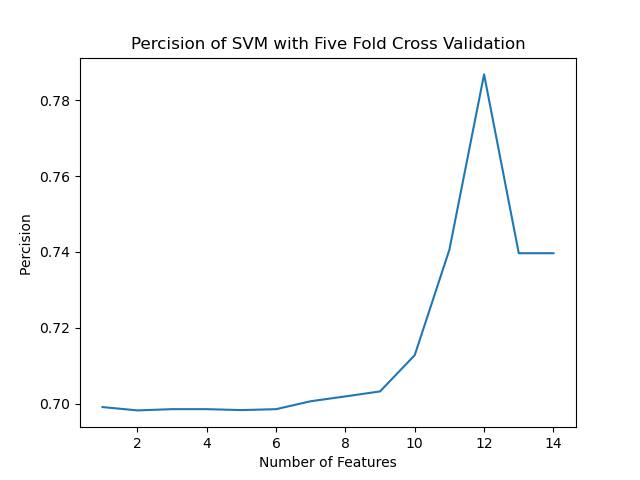 Percision of SVM with Five Fold Cross Validation
0.78
0.76
0.74
0.72
0.70
Percision
2 4 6 8 10 12 14
Number of Features